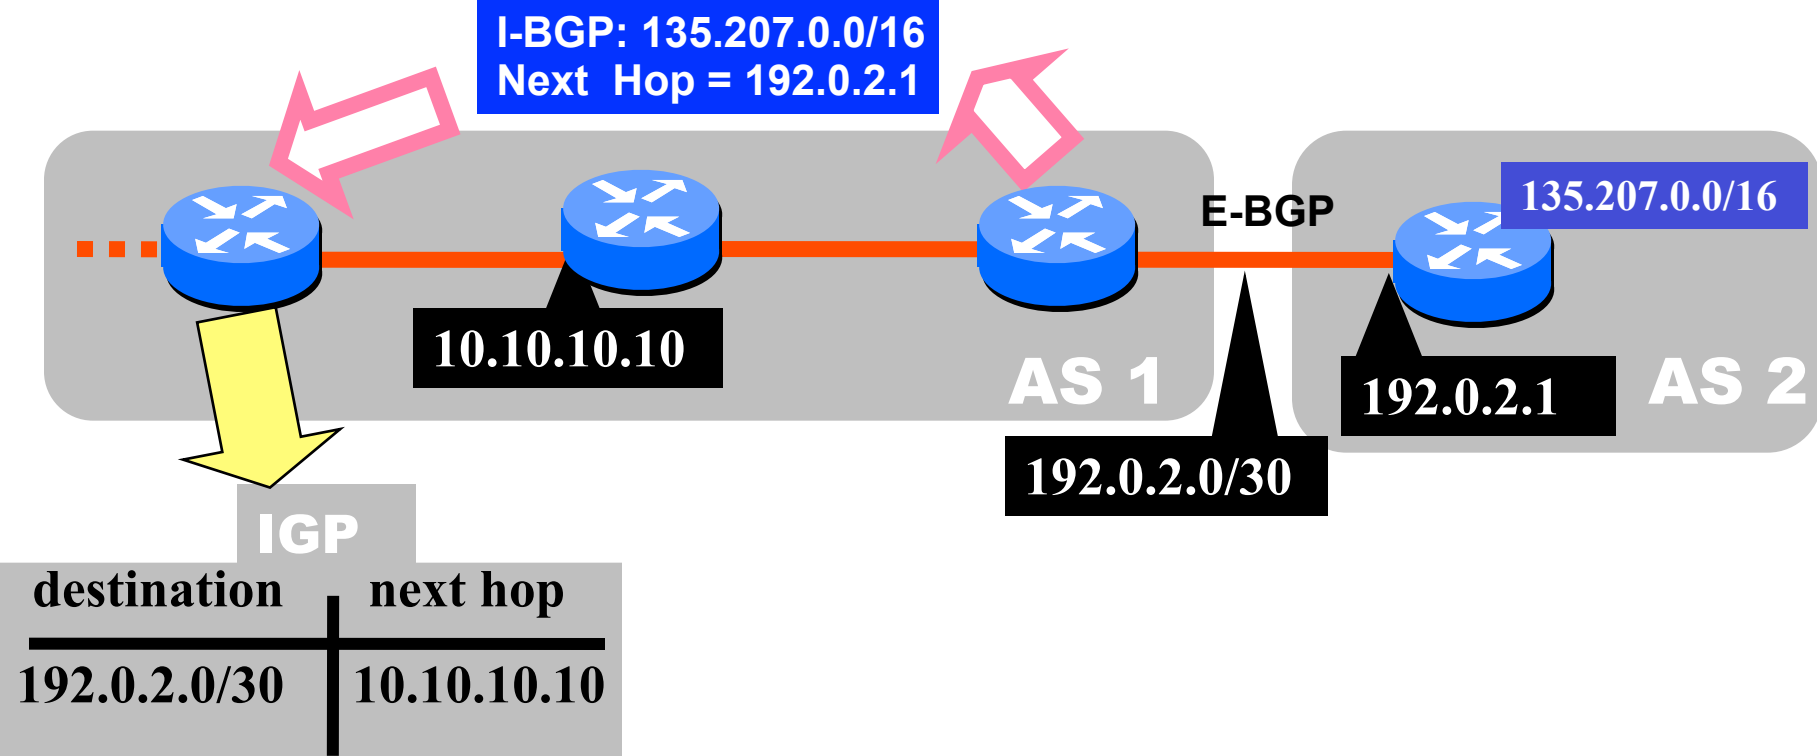 I-BGP: 135.207.0.0/16
Next Hop = 192.0.2.1
135.207.0.0/16
E-BGP
10.10.10.10
AS 1
192.0.2.1
AS 2
192.0.2.0/30
IGP
destination next hop
192.0.2.0/30 10.10.10.10